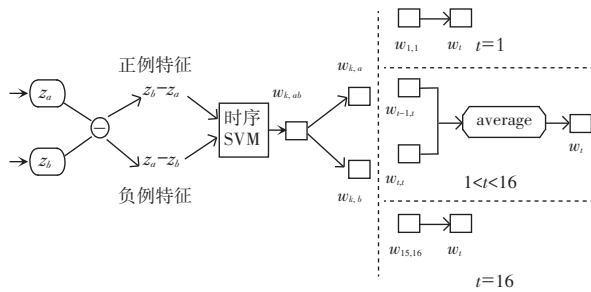 正例特征
z_a
z_b−z_a
−
z_b
z_a−z_b
负例特征
时序
SVM
w_{k, ab}
w_{k, a}
w_{k, b}
w_{1,1} w_t t=1
w_{t−1,t}
average
w_{t,t}
w_t
1<t<16
w_{15,16} w_t
t=16